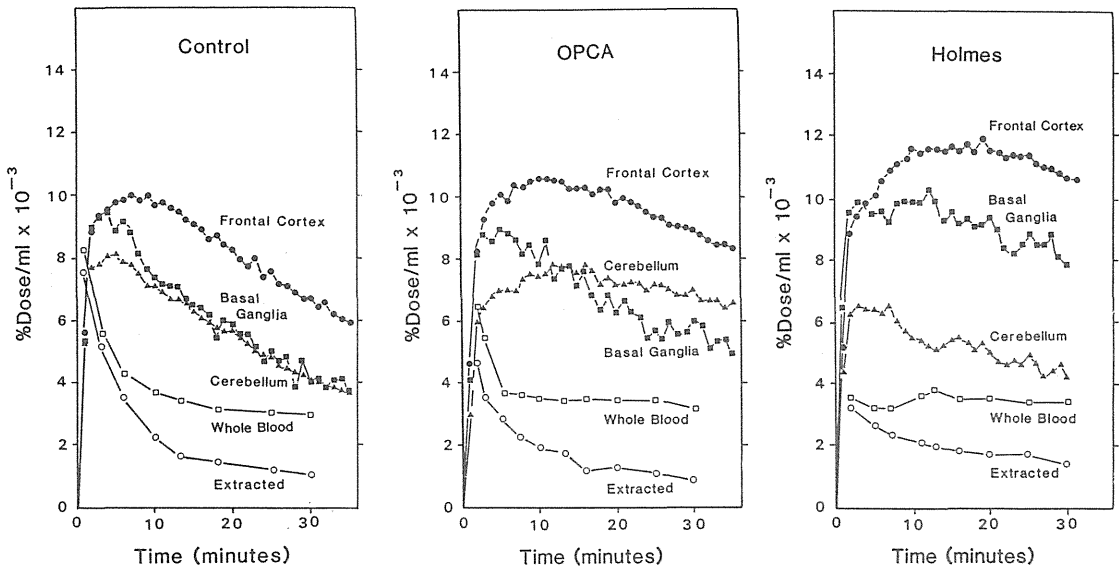 Control
%Dose/ml x 10⁻³
14
12
10
8
6
4
2
0
Frontal Cortex
Basal
Ganglia
Cerebellum
Whole Blood
Extracted
0
10
20
30
Time (minutes)
OPCA
%Dose/ml x 10⁻³
14
12
10
8
6
4
2
0
Frontal Cortex
Cerebellum
Basal Ganglia
Whole Blood
Extracted
0
10
20
30
Time (minutes)
Holmes
%Dose/ml x 10⁻³
14
12
10
8
6
4
2
0
Frontal Cortex
Basal
Ganglia
Cerebellum
Whole Blood
Extracted
0
10
20
30
Time (minutes)